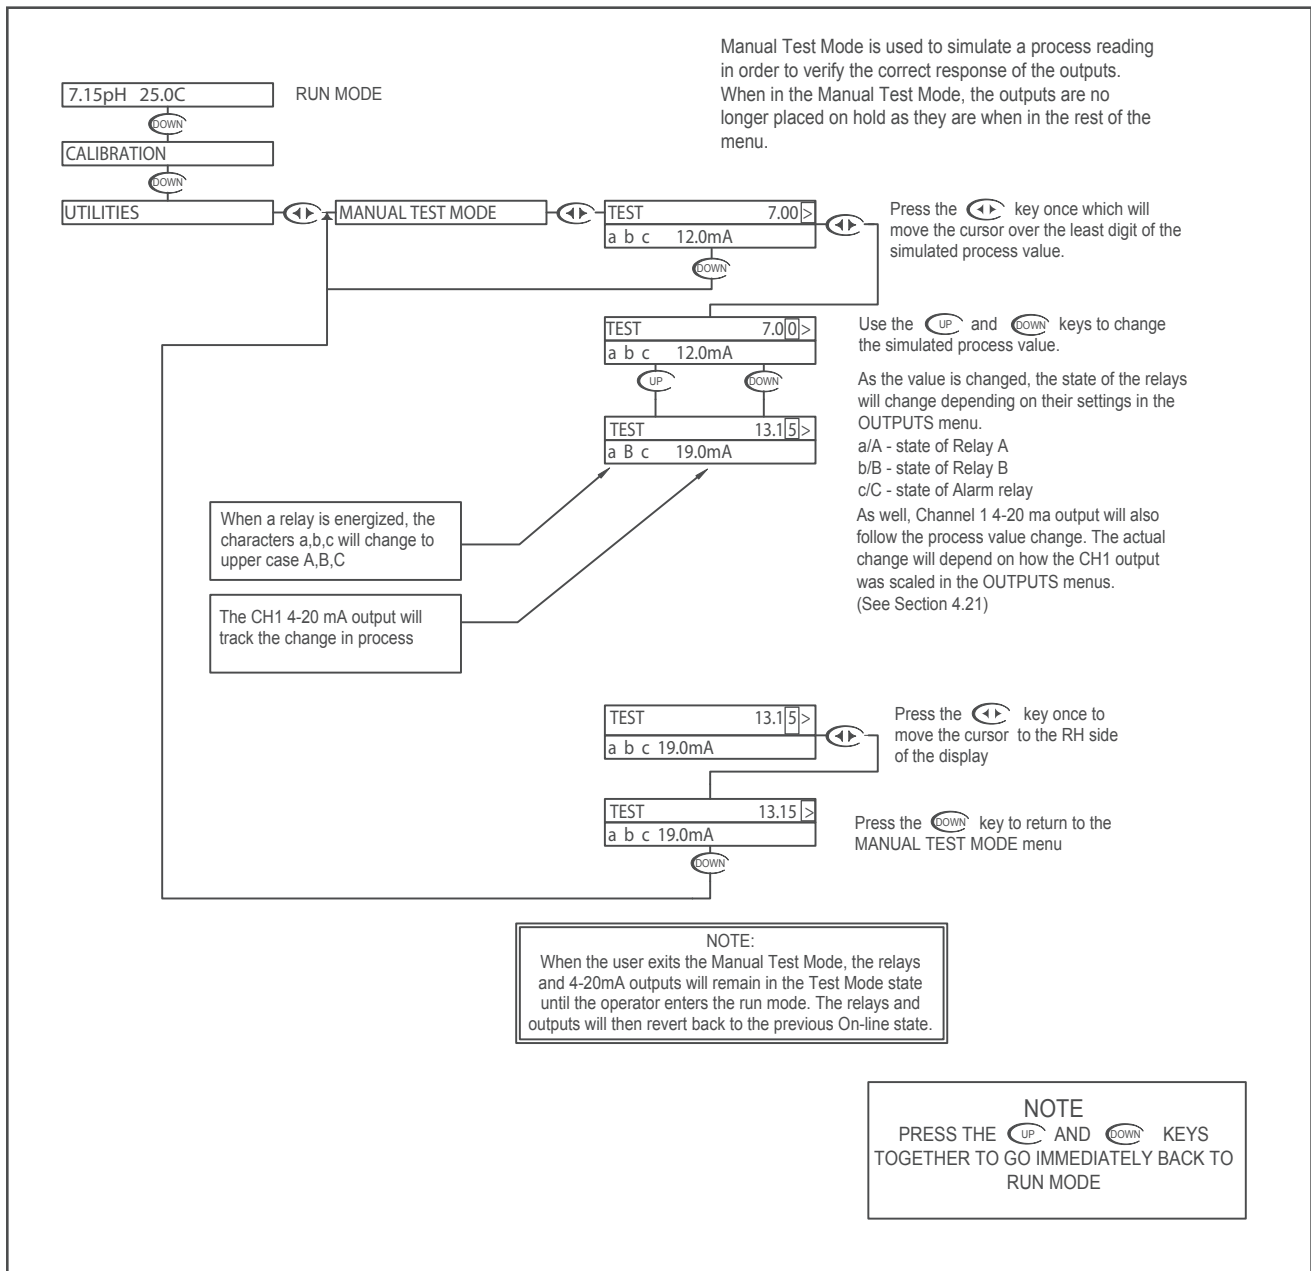 Manual Test Mode is used to simulate a process reading
in order to verify the correct response of the outputs.
When in the Manual Test Mode, the outputs are no
longer placed on hold as they are when in the rest of the
menu.
7.15pH 25.0C
RUN MODE
DOWN
CALIBRATION
DOWN
UTILITIES
MANUAL TEST MODE
TEST 7.00>
a b c 12.0mA
DOWN
Press the key once which will
move the cursor over the least digit of the
simulated process value.
TEST 7.00>
a b c 12.0mA
UP DOWN
Use the UP and DOWN keys to change
the simulated process value.
As the value is changed, the state of the relays
will change depending on their settings in the
OUTPUTS menu.
a/A - state of Relay A
b/B - state of Relay B
c/C - state of Alarm relay
As well, Channel 1 4-20 ma output will also
follow the process value change. The actual
change will depend on how the CH1 output
was scaled in the OUTPUTS menus.
(See Section 4.21)
TEST 13.15>
a B c 19.0mA
When a relay is energized, the
characters a,b,c will change to
upper case A,B,C
The CH1 4-20 mA output will
track the change in process
TEST 13.15>
a b c 19.0mA
Press the key once to
move the cursor to the RH side
of the display
TEST 13.15>
a b c 19.0mA
DOWN
Press the DOWN key to return to the
MANUAL TEST MODE menu
NOTE:
When the user exits the Manual Test Mode, the relays
and 4-20mA outputs will remain in the Test Mode state
until the operator enters the run mode. The relays and
outputs will then revert back to the previous On-line state.
NOTE
PRESS THE UP AND DOWN KEYS
TOGETHER TO GO IMMEDIATELY BACK TO
RUN MODE